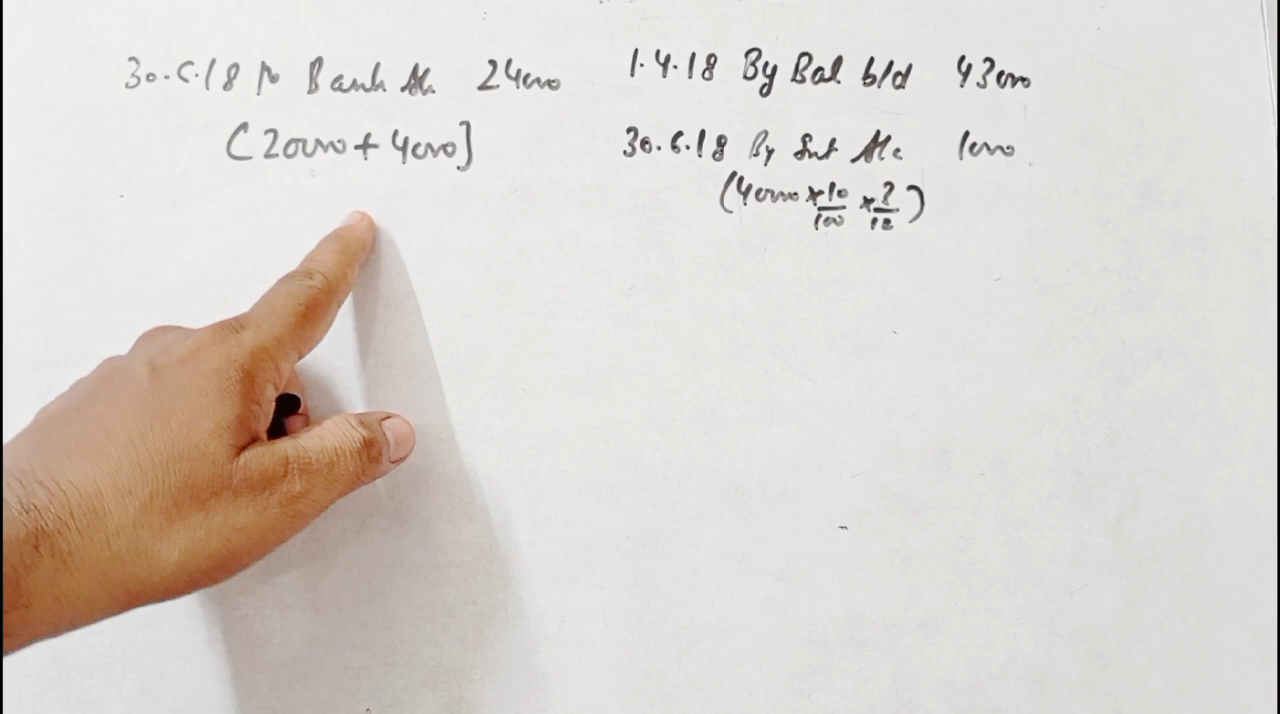 30.6.18 To Bank A/c. 24000
(20000 + 4000]
1.4.18 By Bal b/d 43000
30.6.18 By Int A/c 1000
(40000 × 10/100 × 3/12)